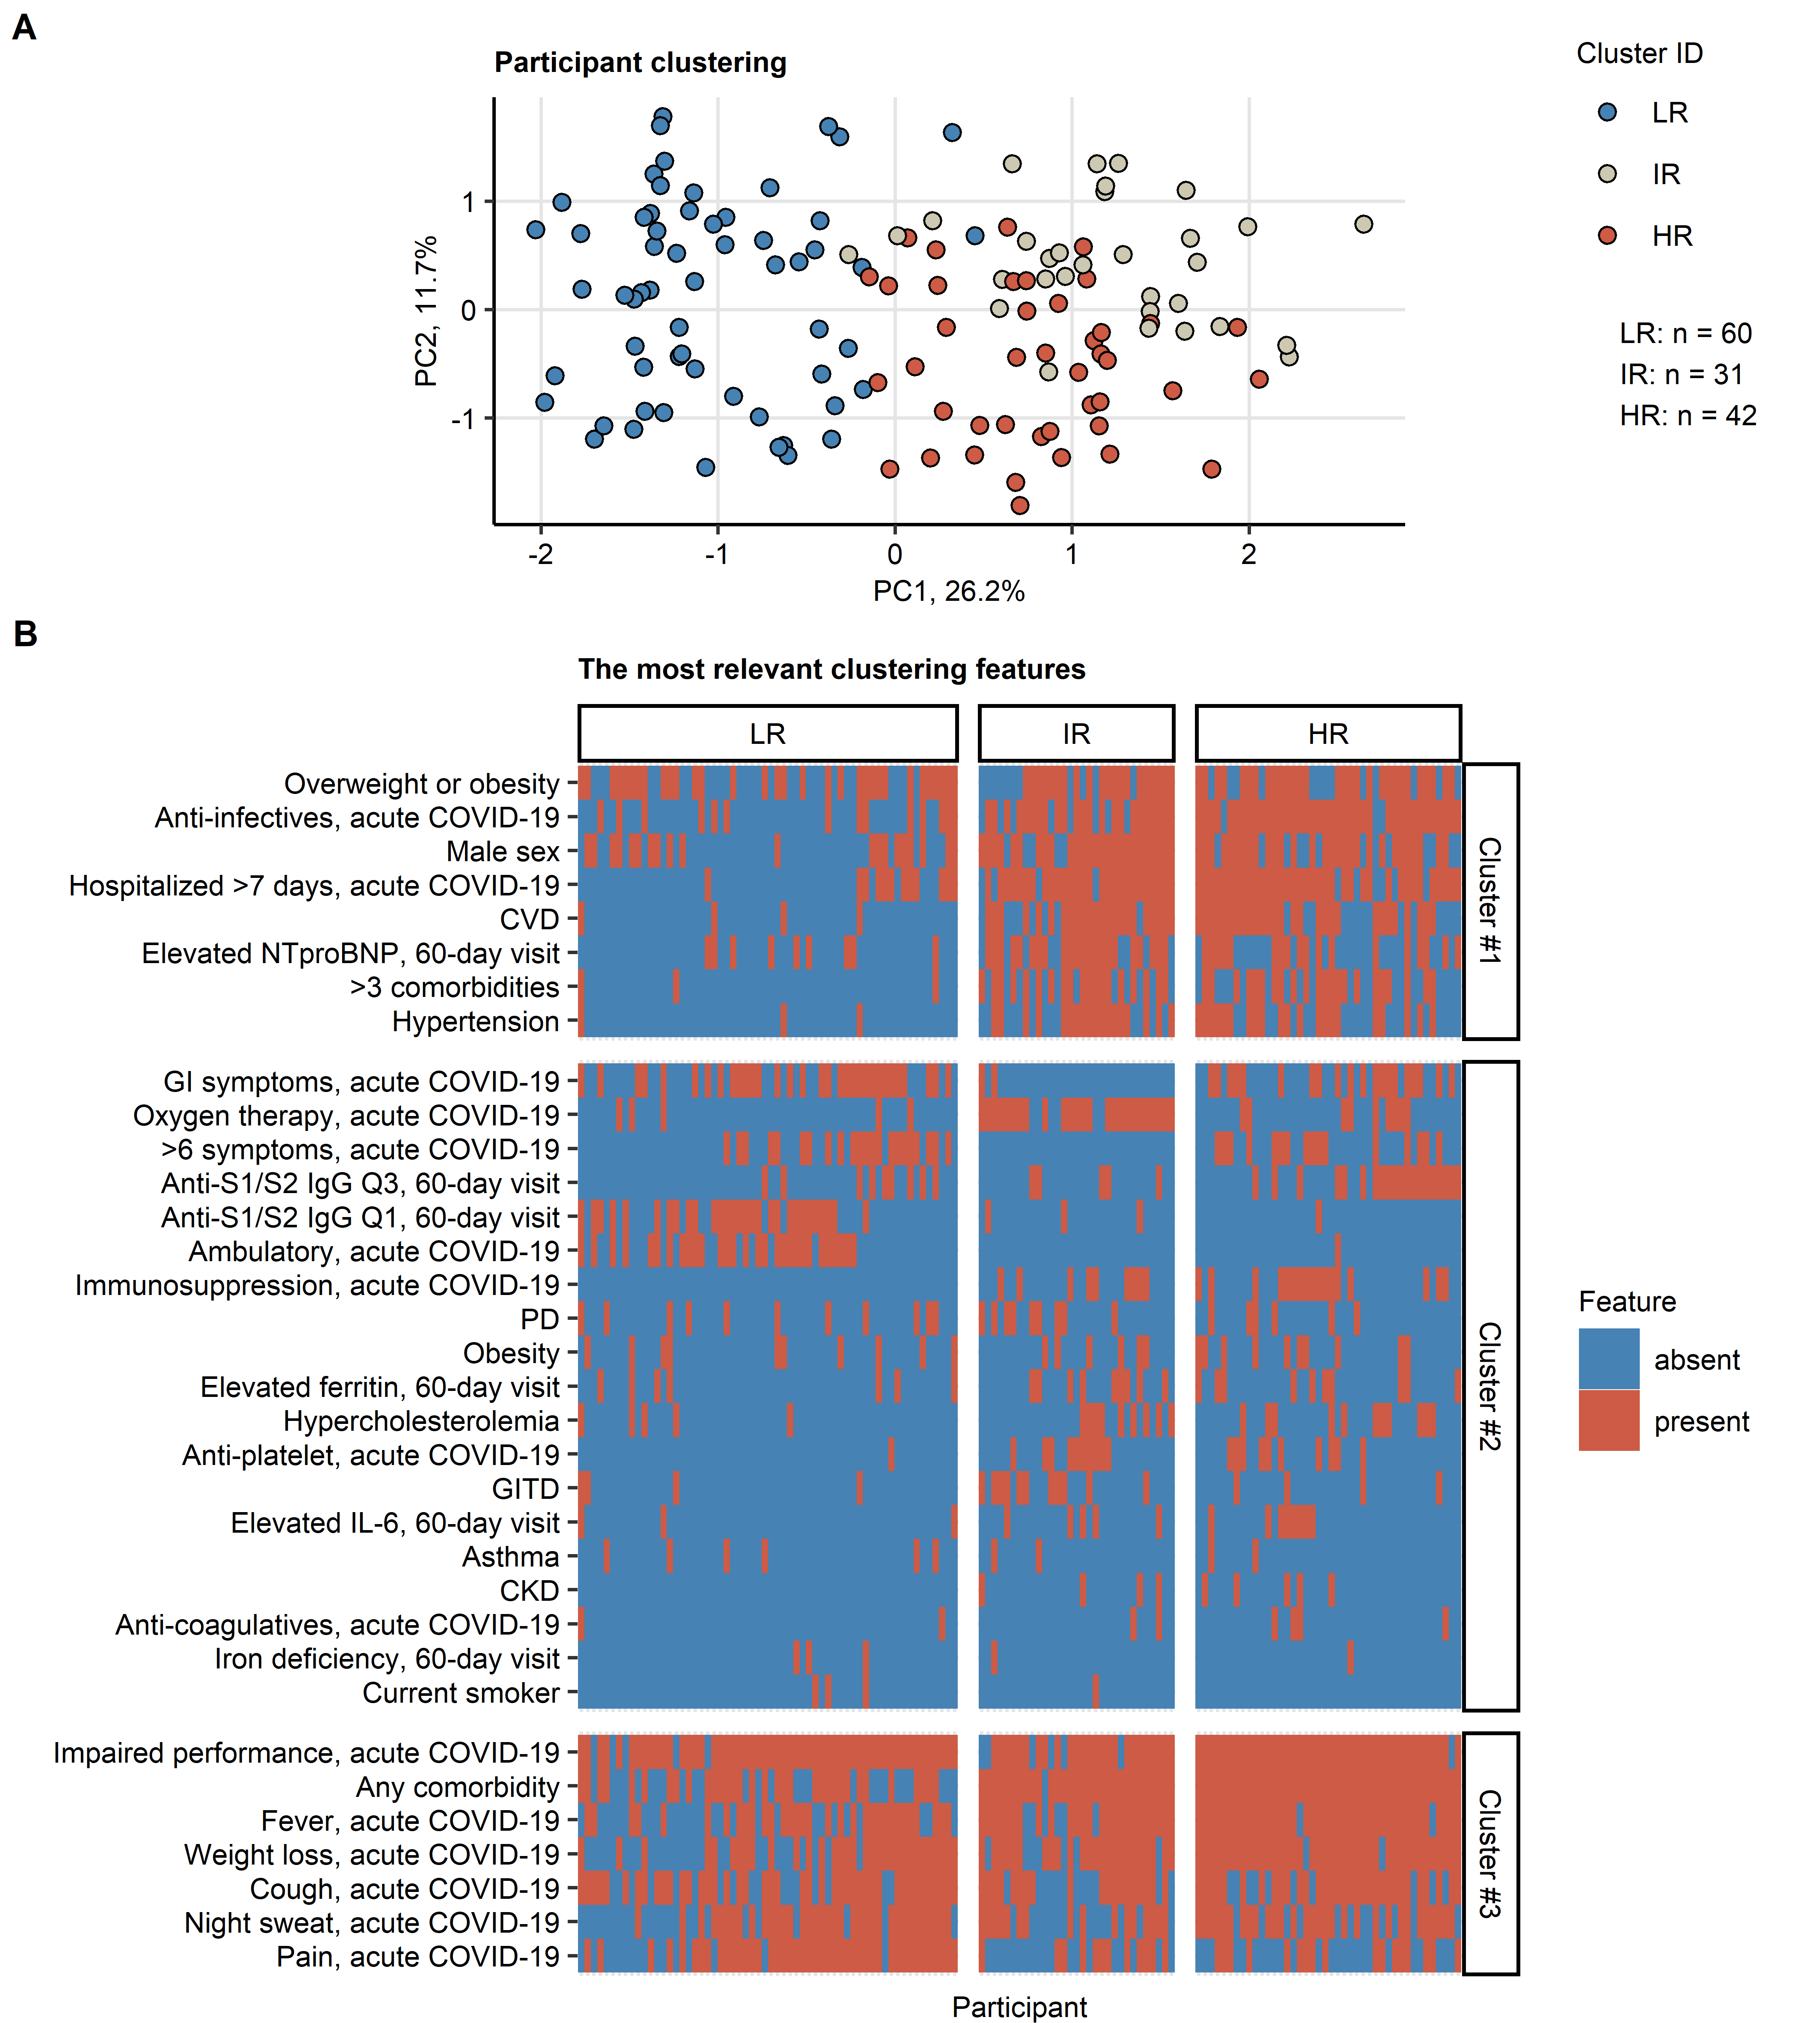 A
Participant clustering
Cluster ID
LR
IR
HR
LR: n = 60
IR: n = 31
HR: n = 42
PC2, 11.7%
1
0
-1
-2
-1
0
1
2
PC1, 26.2%
B
The most relevant clustering features
LR
IR
HR
Overweight or obesity
Anti-infectives, acute COVID-19
Male sex
Hospitalized >7 days, acute COVID-19
CVD
Elevated NTproBNP, 60-day visit
>3 comorbidities
Hypertension
Cluster #1
GI symptoms, acute COVID-19
Oxygen therapy, acute COVID-19
>6 symptoms, acute COVID-19
Anti-S1/S2 IgG Q3, 60-day visit
Anti-S1/S2 IgG Q1, 60-day visit
Ambulatory, acute COVID-19
Immunosuppression, acute COVID-19
PD
Obesity
Elevated ferritin, 60-day visit
Hypercholesterolemia
Anti-platelet, acute COVID-19
GITD
Elevated IL-6, 60-day visit
Asthma
CKD
Anti-coagulatives, acute COVID-19
Iron deficiency, 60-day visit
Current smoker
Cluster #2
Feature
absent
present
Impaired performance, acute COVID-19
Any comorbidity
Fever, acute COVID-19
Weight loss, acute COVID-19
Cough, acute COVID-19
Night sweat, acute COVID-19
Pain, acute COVID-19
Cluster #3
Participant